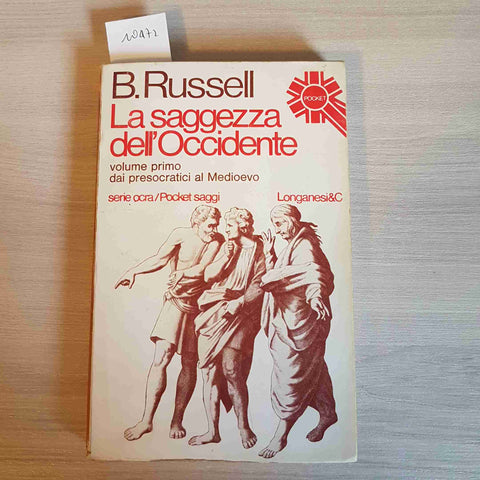 10472
B.Russell
POCKET
La saggezza
dell'Occidente
volume primo
dai presocratici al Medioevo
serie ocra/Pocket saggi
Longanesi&C